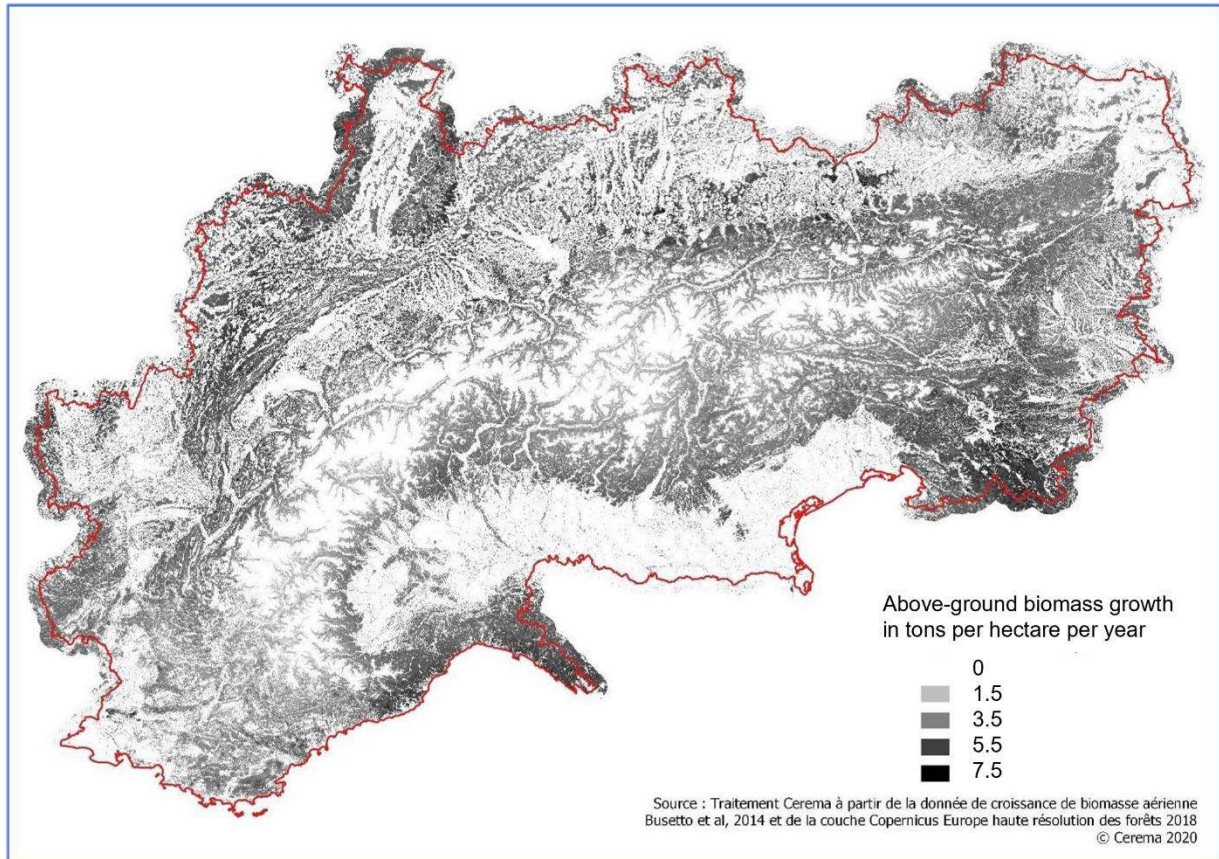 Above-ground biomass growth
in tons per hectare per year
0
1.5
3.5
5.5
7.5
Source : Traitement Cerema à partir de la donnée de croissance de biomasse aérienne
Busetto et al, 2014 et de la couche Copernicus Europe haute résolution des forêts 2018
© Cerema 2020